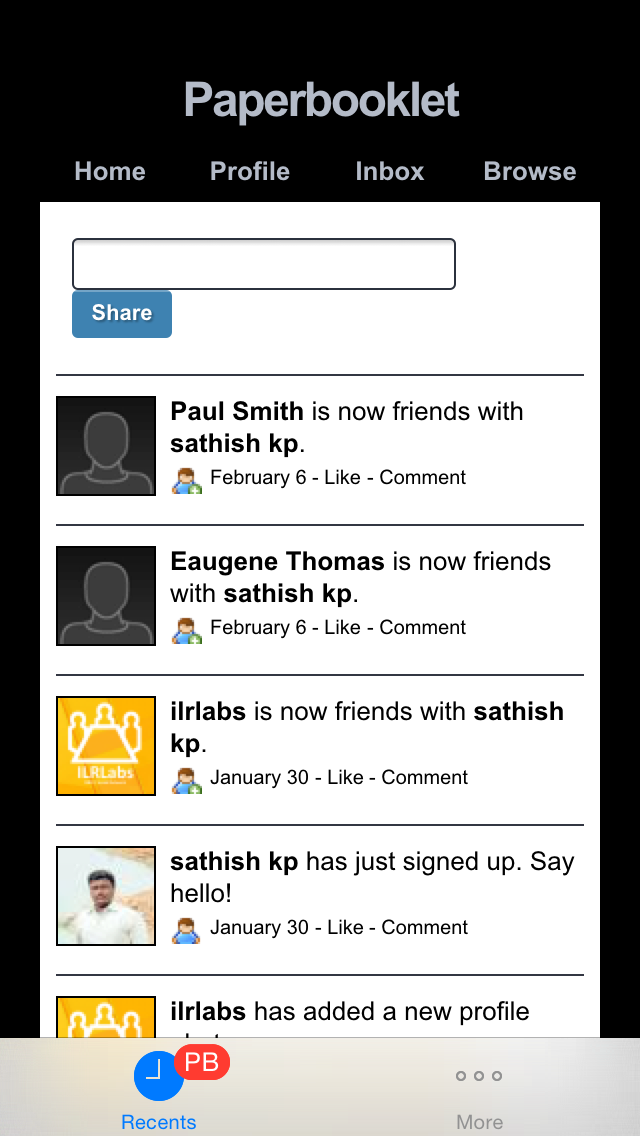 Paperbooklet
Home Profile Inbox Browse
Share
Paul Smith is now friends with
sathish kp.
February 6 - Like - Comment
Eaugene Thomas is now friends
with sathish kp.
February 6 - Like - Comment
ILRLabs
ilrlabs is now friends with sathish
kp.
January 30 - Like - Comment
sathish kp has just signed up. Say
hello!
January 30 - Like - Comment
ilrlabs has added a new profile
PB
Recents More